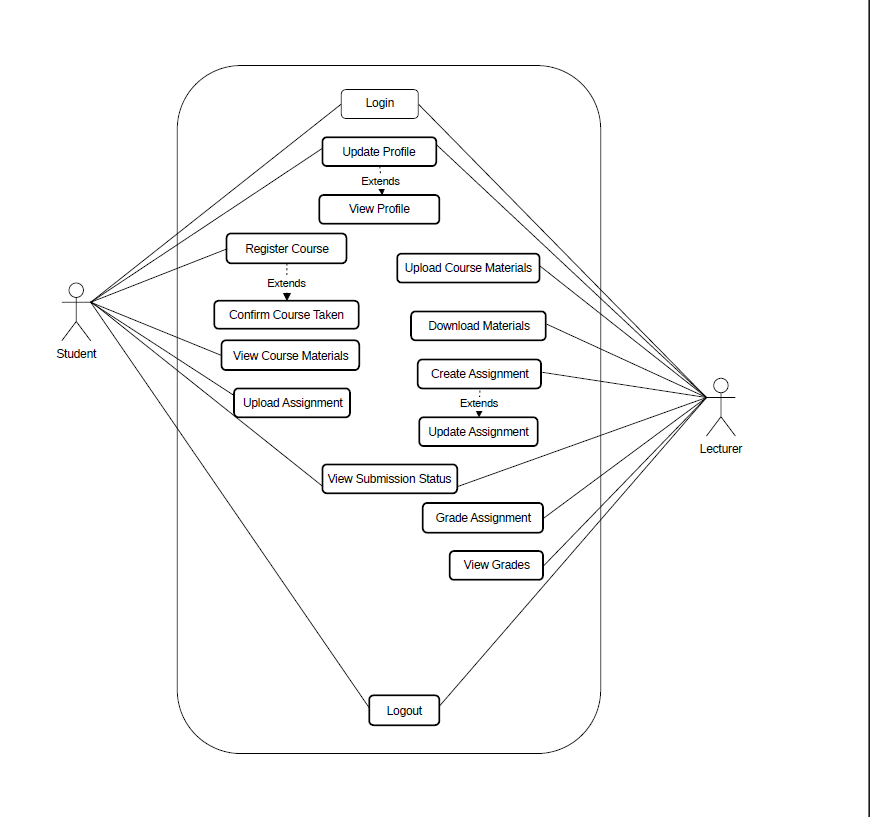 Login
Update Profile
Extends
View Profile
Register Course
Upload Course Materials
Extends
Confirm Course Taken
Download Materials
Student
View Course Materials
Create Assignment
Upload Assignment
Extends
Update Assignment
Lecturer
View Submission Status
Grade Assignment
View Grades
Logout